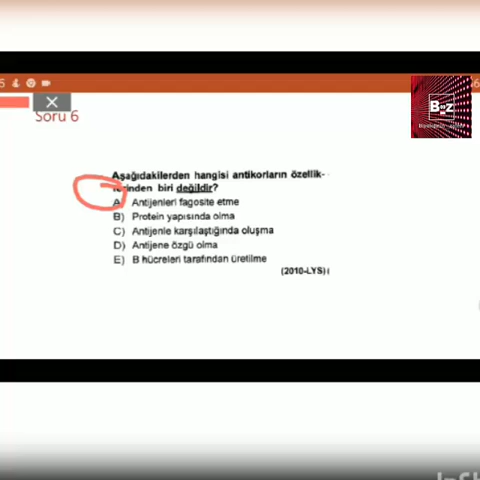 Soru 6
Aşağıdakilerden hangisi antikorların özellik-
lerinden biri değildir?
A) Antijenleri fagosite etme
B) Protein yapısında olma
C) Antijenle karşılaştığında oluşma
D) Antijene özgü olma
E) B hücreleri tarafından üretilme
(2010-LYS)